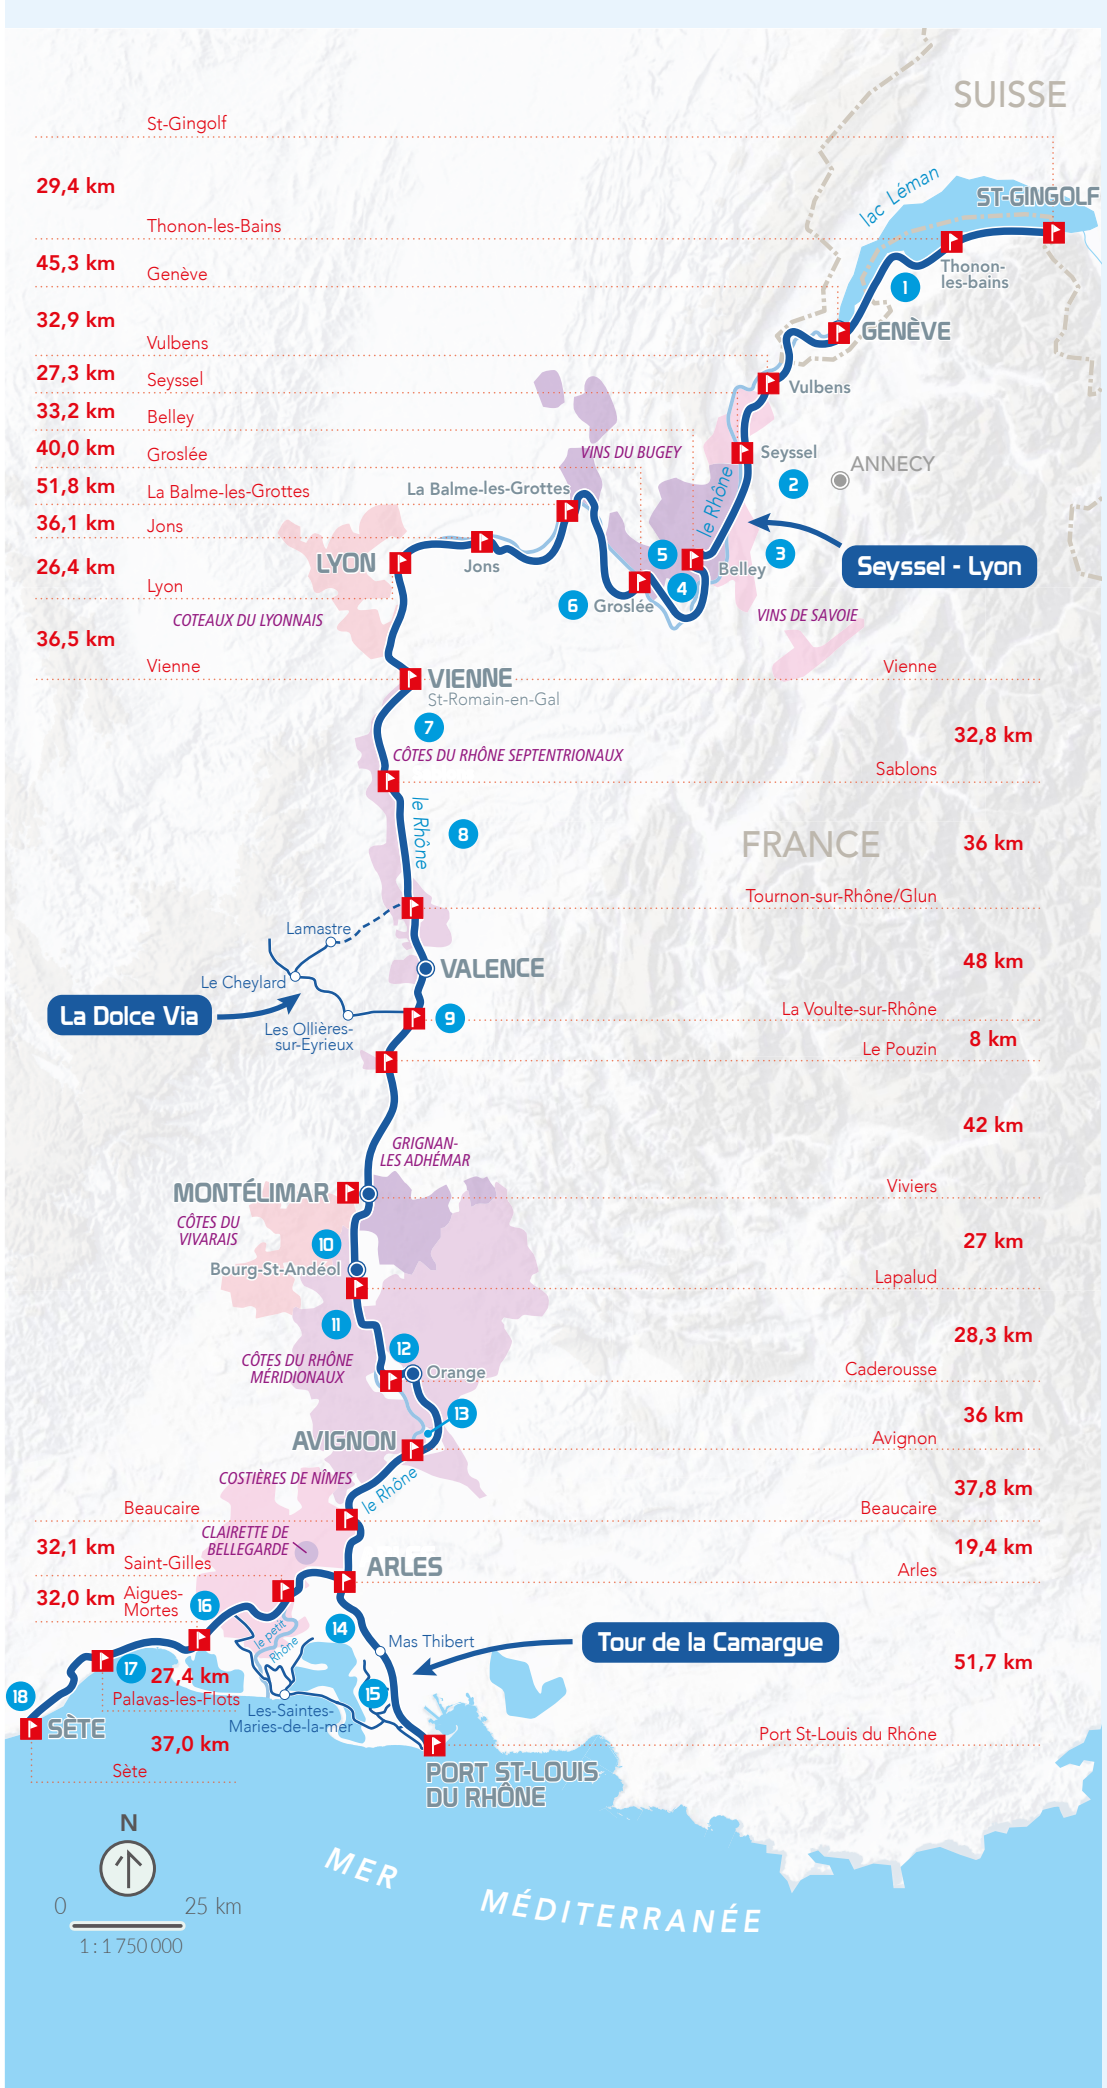 SUISSE
St-Gingolf
29,4 km
lac Léman
ST-GINGOLF
Thonon-les-Bains
45,3 km
Thonon-
les-bains
Genève
1
32,9 km
GENÈVE
Vulbens
27,3 km
Seyssel
Vulbens
33,2 km
Belley
40,0 km
Groslée
VINS DU BUGEY
Seyssel
ANNECY
51,8 km
La Balme-les-Grottes
La Balme-les-Grottes
le Rhône
2
36,1 km
Jons
LYON
Jons
5
3
Belley
Seyssel - Lyon
26,4 km
Lyon
4
6
Groslée
COTEAUX DU LYONNAIS
VINS DE SAVOIE
36,5 km
Vienne
Vienne
VIENNE
St-Romain-en-Gal
7
32,8 km
CÔTES DU RHÔNE SEPTENTRIONAUX
Sablons
le Rhône
8
FRANCE
36 km
Tournon-sur-Rhône/Glun
Lamastre
48 km
VALENCE
Le Cheylard
La Dolce Via
9
La Voulte-sur-Rhône
Les Ollières-
sur-Eyrieux
8 km
Le Pouzin
42 km
GRIGNAN-
LES ADHÉMAR
MONTÉLIMAR
Viviers
CÔTES DU
VIVARAIS
10
27 km
Bourg-St-Andéol
Lapalud
11
28,3 km
12
CÔTES DU RHÔNE
MÉRIDIONAUX
Orange
Caderousse
13
36 km
AVIGNON
Avignon
COSTIÈRES DE NÎMES
le Rhône
37,8 km
Beaucaire
Beaucaire
CLAIRETTE DE
BELLEGARDE
32,1 km
19,4 km
Saint-Gilles
ARLES
Arles
32,0 km
Aigues-
Mortes
16
le petit
Rhône
14
Mas Thibert
Tour de la Camargue
51,7 km
17
27,4 km
18
Palavas-les-Flots
15
Les-Saintes-
Maries-de-la-mer
SÈTE
37,0 km
Port St-Louis du Rhône
Sète
PORT ST-LOUIS
DU RHÔNE
N
MER
MÉDITERRANÉE
0
25 km
1 : 1 750 000